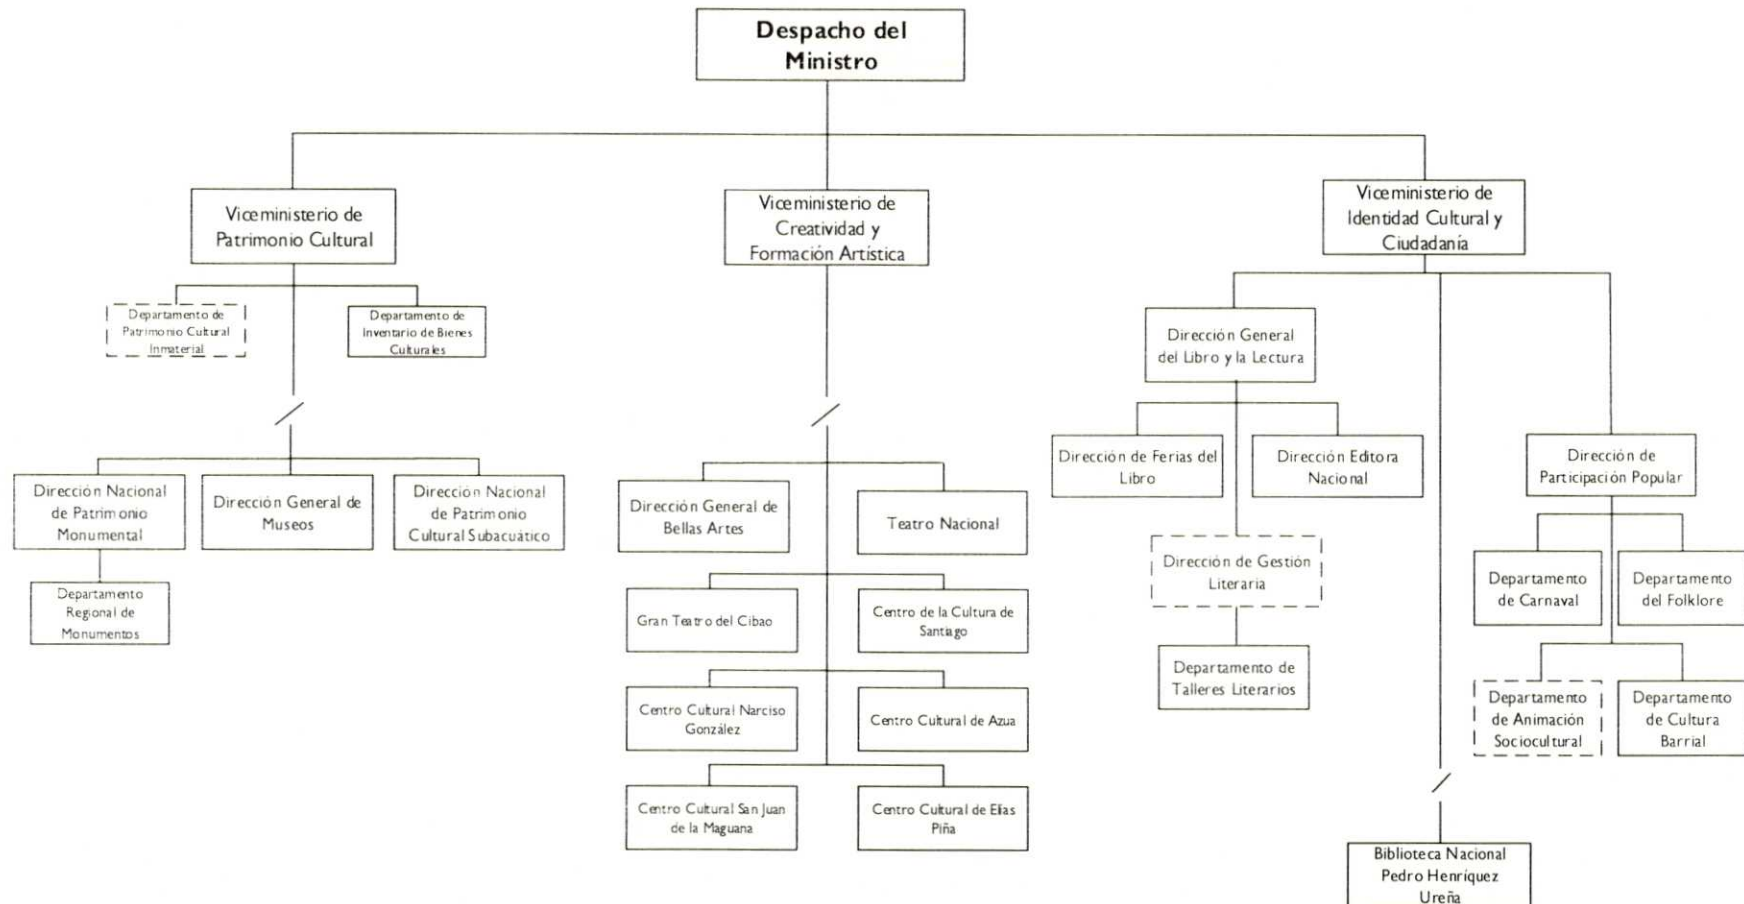 Despacho del
Ministro
Viceministerio de
Patrimonio Cultural
Viceministerio de
Creatividad y
Formación Artística
Viceministerio de
Identidad Cultural y
Ciudadanía
Departamento de
Patrimonio Cultural
Inmaterial
Departamento de
Inventario de Bienes
Culturales
Dirección Nacional
de Patrimonio
Monumental
Dirección General de
Museos
Dirección Nacional
de Patrimonio
Cultural Subacuático
Departamento
Regional de
Monumentos
Dirección General de
Bellas Artes
Teatro Nacional
Gran Teatro del Cibao
Centro de la Cultura de
Santiago
Centro Cultural Narciso
González
Centro Cultural de Azua
Centro Cultural San Juan
de la Maguana
Centro Cultural de Elías
Piña
Dirección General
del Libro y la Lectura
Dirección de Ferias del
Libro
Dirección Editora
Nacional
Dirección de Gestión
Literaria
Departamento de
Talleres Literarios
Dirección de
Participación Popular
Departamento
de Carnaval
Departamento
del Folklore
Departamento
de Animación
Sociocultural
Departamento
de Cultura
Barrial
Biblioteca Nacional
Pedro Henríquez
Ureña